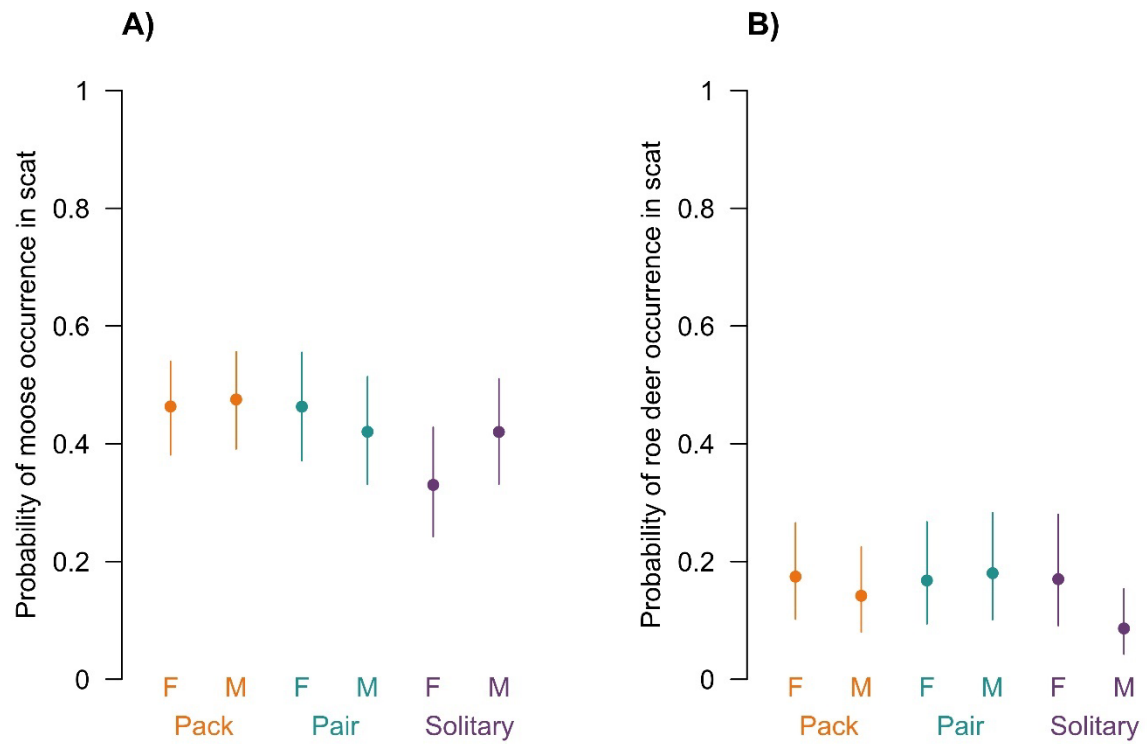 A)
Probability of moose occurrence in scat
1
0.8
0.6
0.4
0.2
0
F M F M F M
Pack Pair Solitary
B)
Probability of roe deer occurrence in scat
1
0.8
0.6
0.4
0.2
0
F M F M F M
Pack Pair Solitary